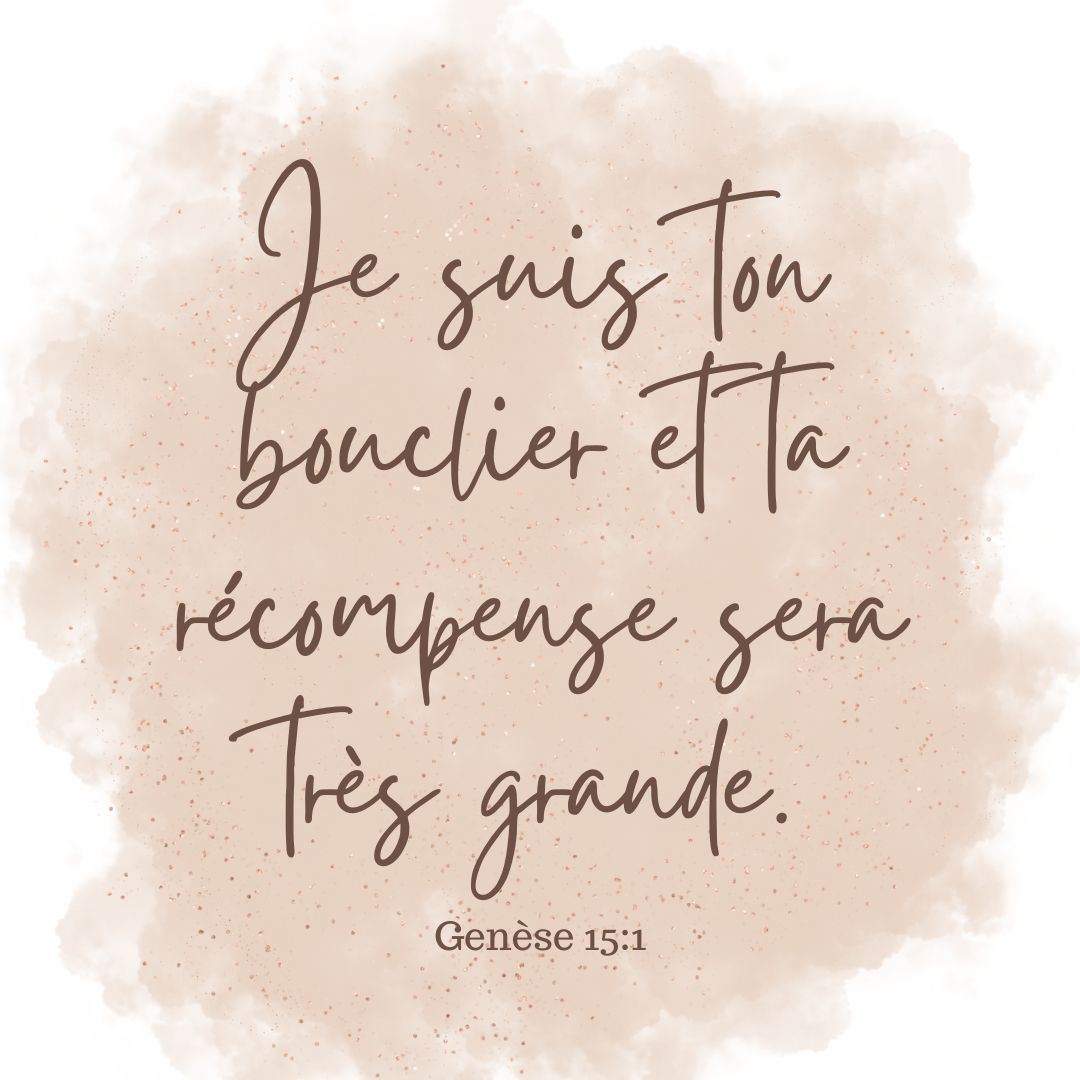 Je suis ton
bouclier et ta
récompense sera
très grande.
Genèse 15:1